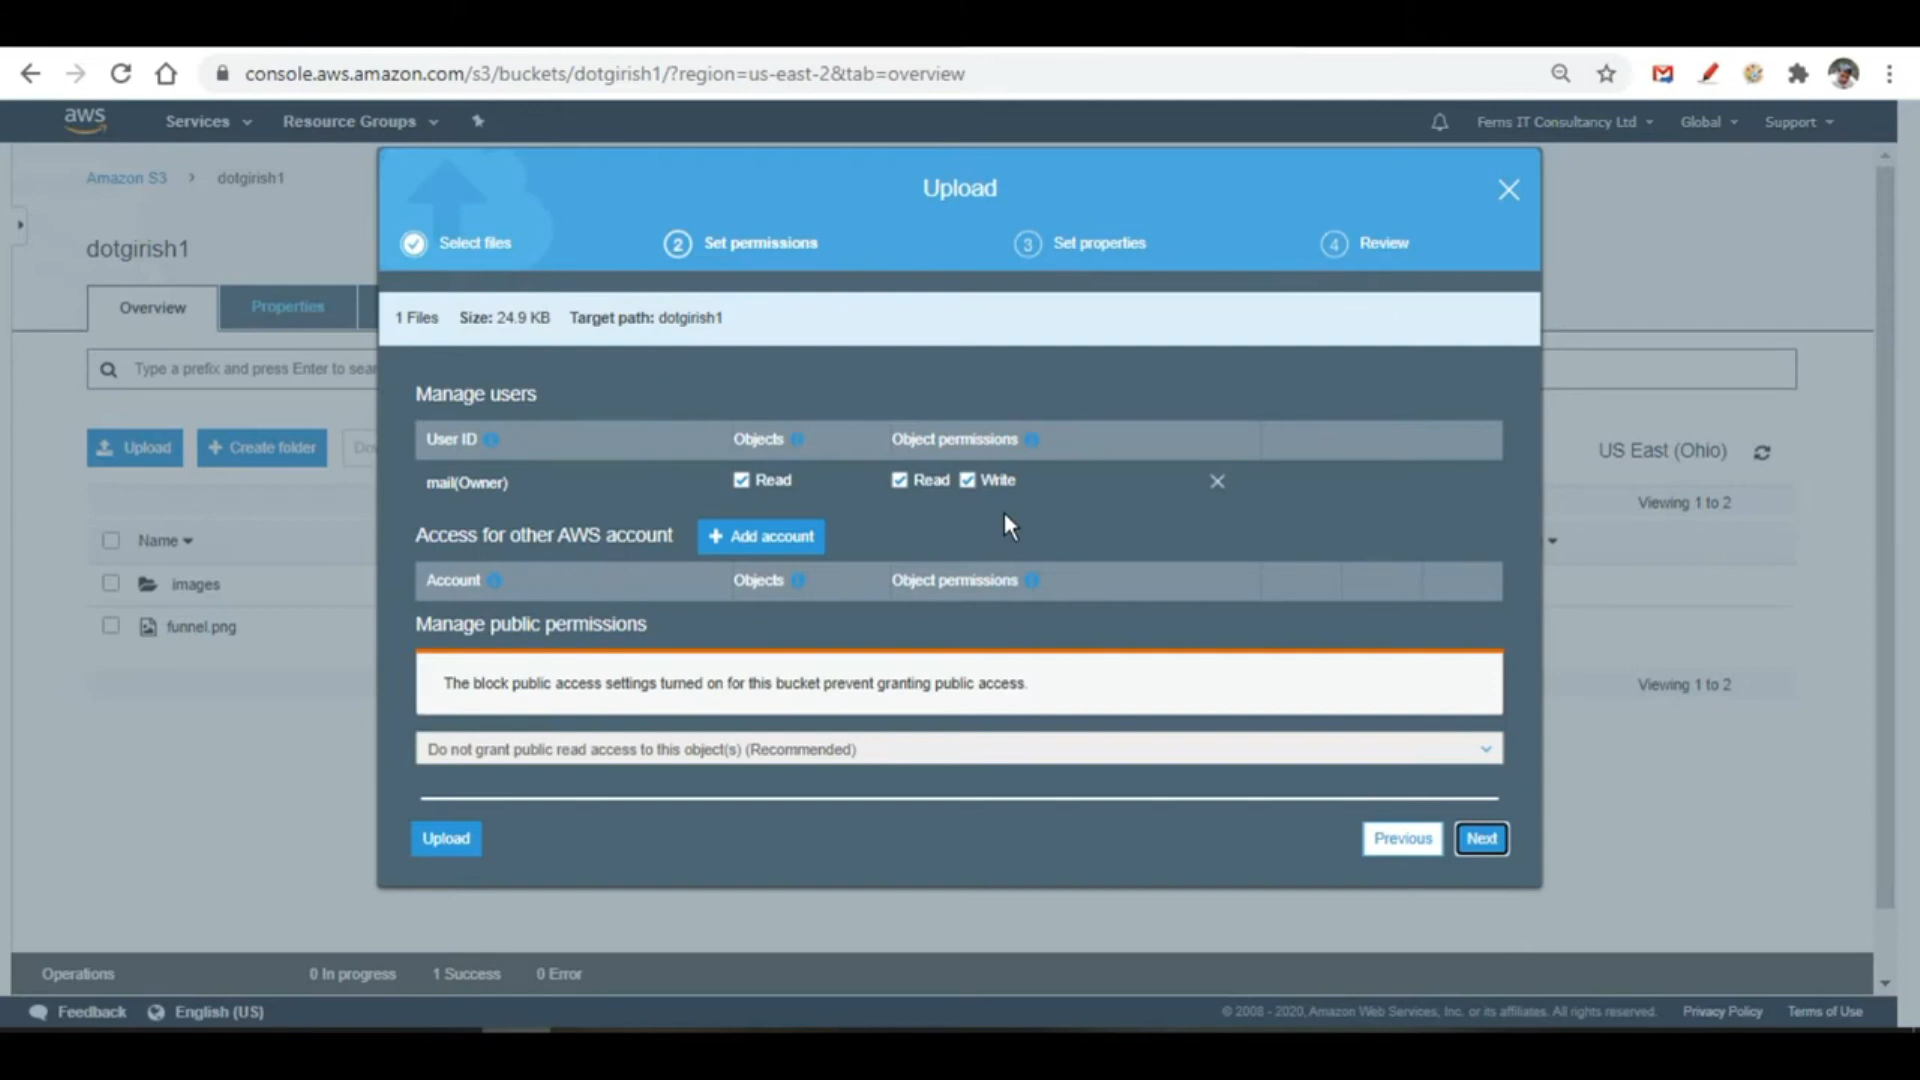 console.aws.amazon.com/s3/buckets/dotgirish1/?region=us-east-2&tab=overview
aws Services Resource Groups Ferns IT Consultancy Ltd Global Support
Amazon S3 dotgirish1
Upload
Select files 2 Set permissions 3 Set properties 4 Review
dotgirish1
Overview Properties
1 Files Size: 24.9 KB Target path: dotgirish1
Type a prefix and press Enter to sear
Manage users
User ID Objects Object permissions
Upload Create folder US East (Ohio)
mail(Owner) Read Read Write
Viewing 1 to 2
Access for other AWS account Add account
Name
Account Objects Object permissions
images
Manage public permissions
funnel.png
The block public access settings turned on for this bucket prevent granting public access.
Viewing 1 to 2
Do not grant public read access to this object(s) (Recommended)
Upload Previous Next
Operations 0 In progress 1 Success 0 Error
Feedback English (US) © 2008 - 2020, Amazon Web Services, Inc. or its affiliates. All rights reserved. Privacy Policy Terms of Use